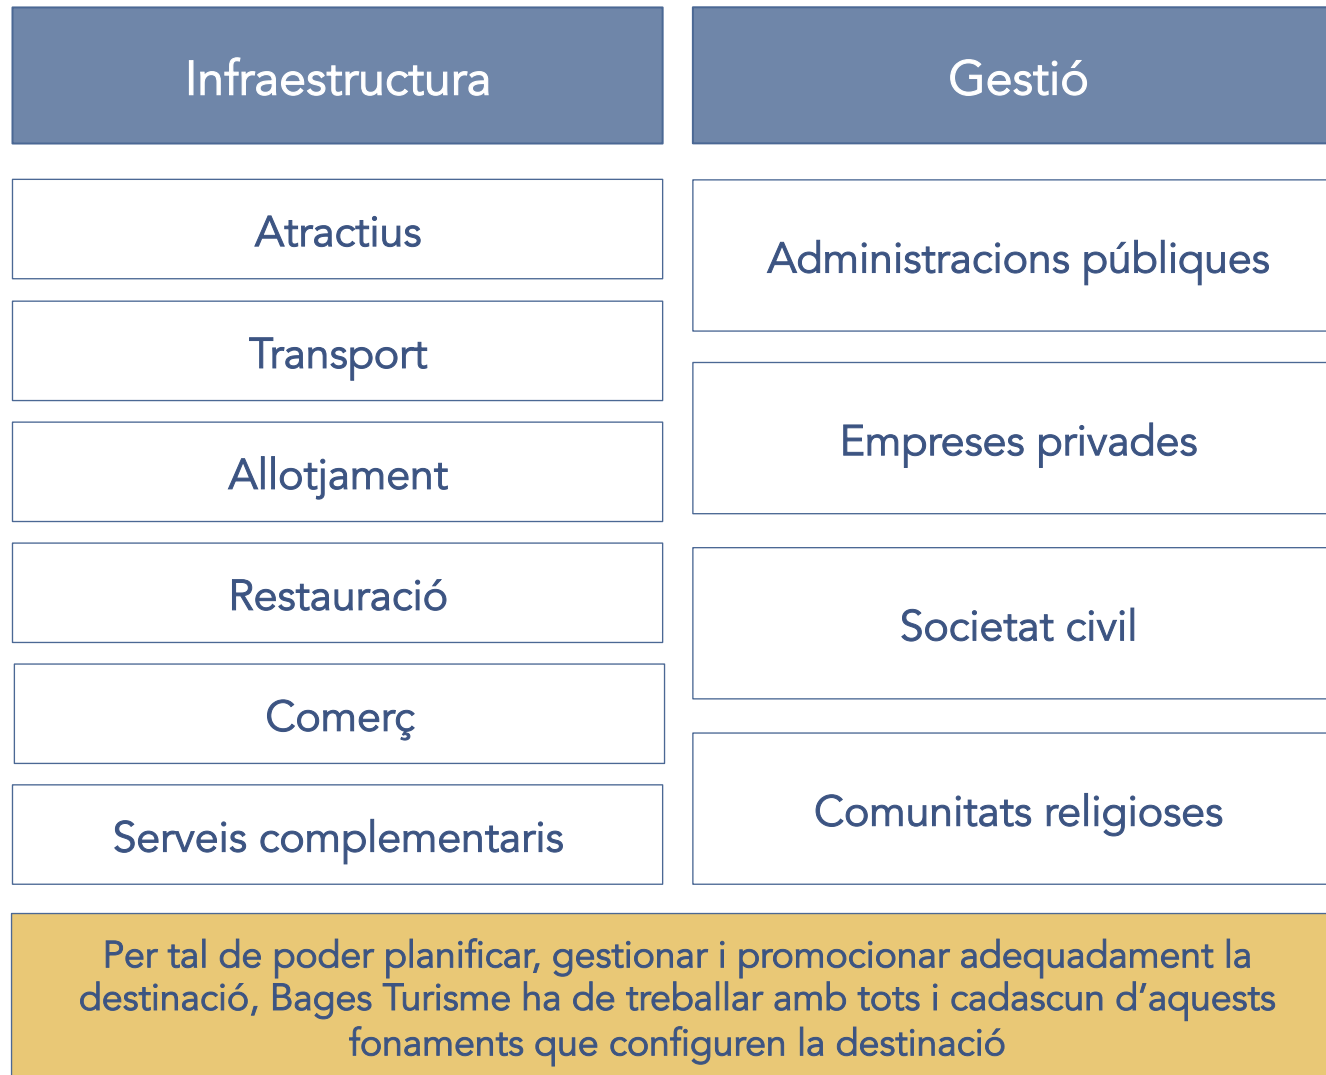 Infraestructura
Atractius
Transport
Allotjament
Restauració
Comerç
Serveis complementaris
Gestió
Administracions públiques
Empreses privades
Societat civil
Comunitats religioses
Per tal de poder planificar, gestionar i promocionar adequadament la
destinació, Bages Turisme ha de treballar amb tots i cadascun d’aquests
fonaments que configuren la destinació